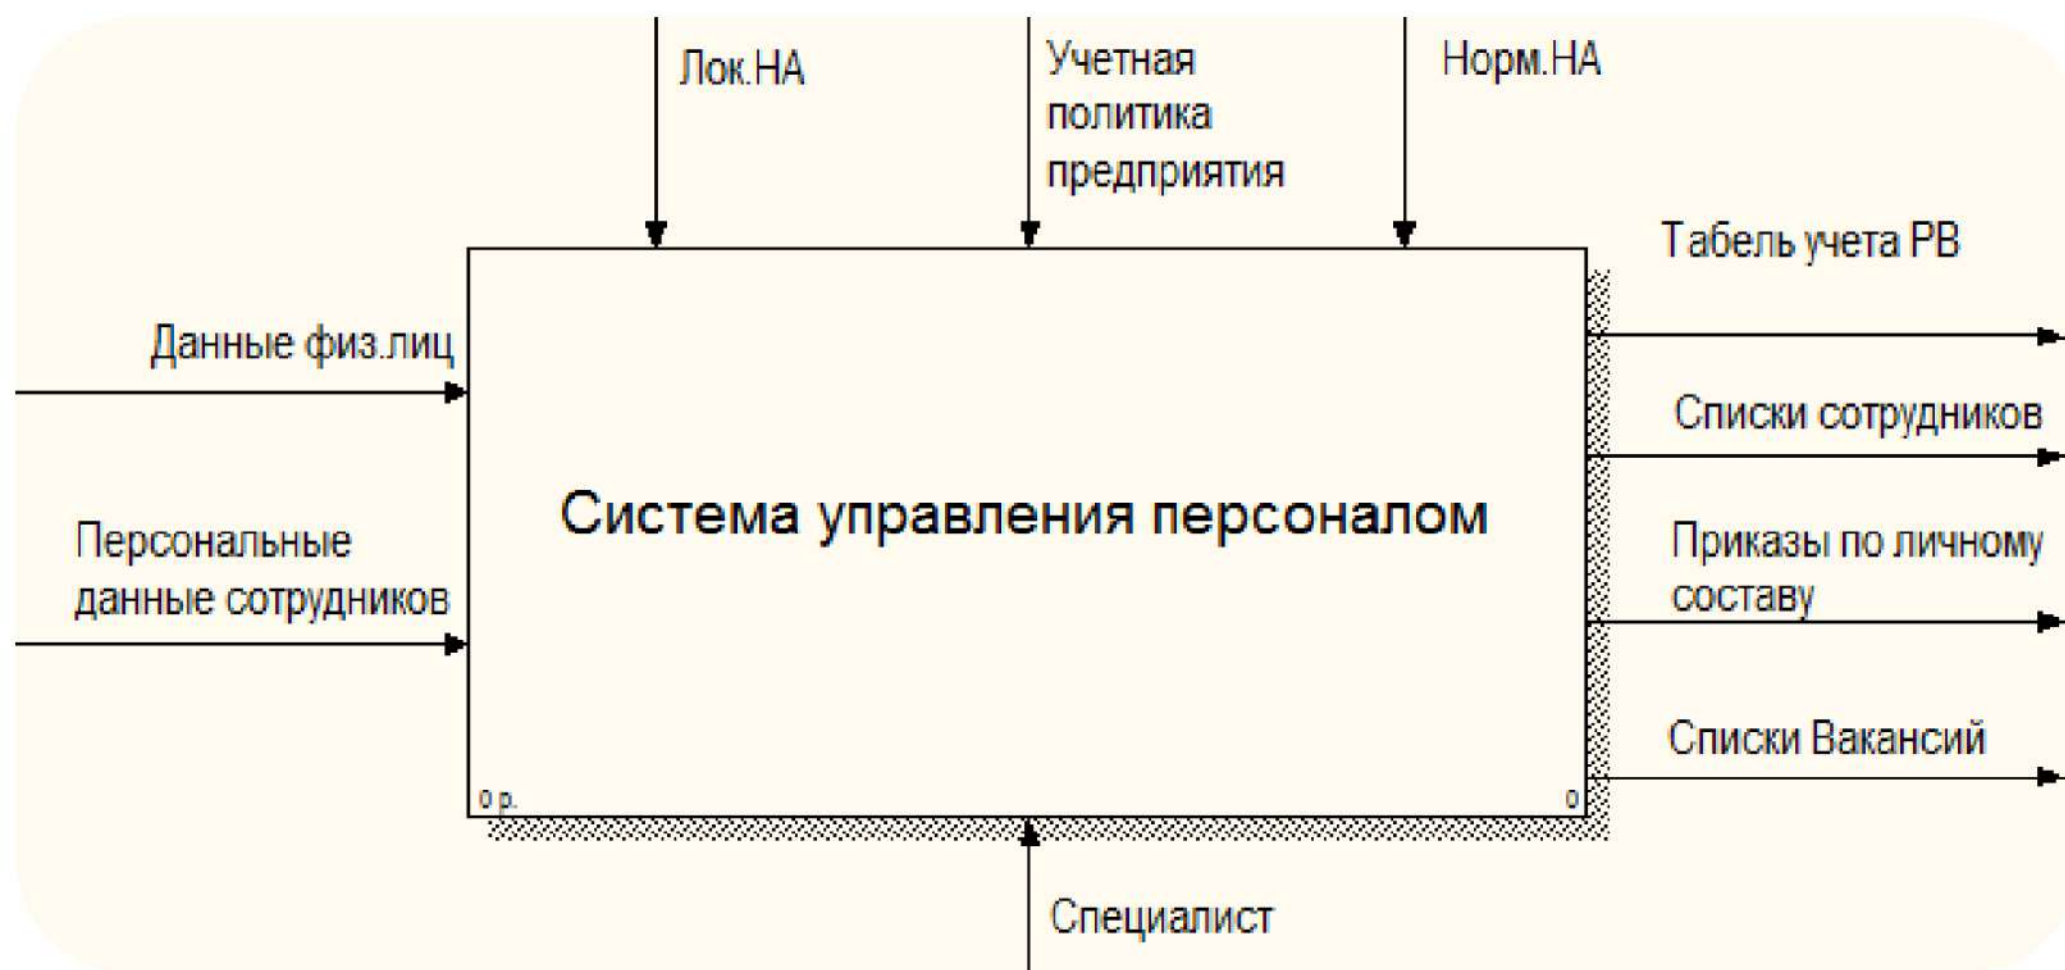 Лок.НА
Учетная
политика
предприятия
Норм.НА
Табель учета РВ
Данные физ.лиц
Списки сотрудников
Система управления персоналом
Персональные
данные сотрудников
Приказы по личному
составу
Списки Вакансий
0 р.
0
Специалист